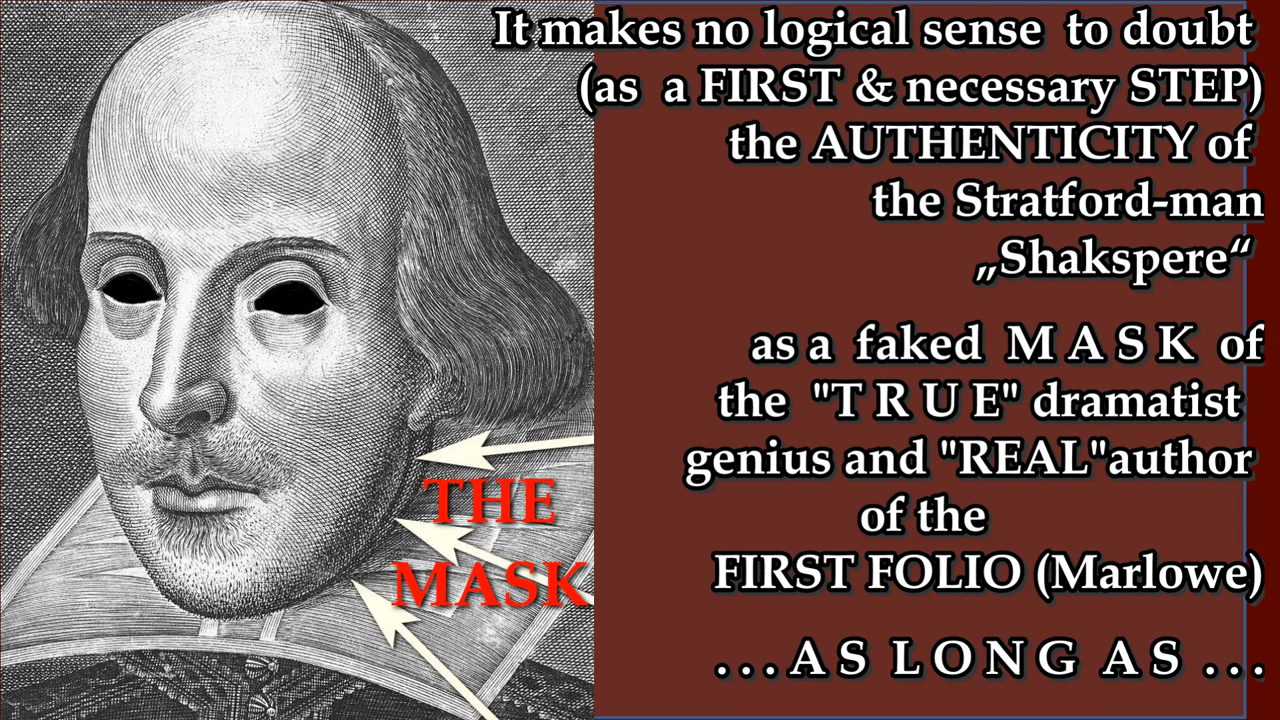 It makes no logical sense to doubt
(as a FIRST & necessary STEP)
the AUTHENTICITY of
the Stratford-man
„Shakspere“
as a faked M A S K of
the "T R U E" dramatist
genius and "REAL"author
of the
FIRST FOLIO (Marlowe)
. . . A S L O N G A S . . .
THE
MASK